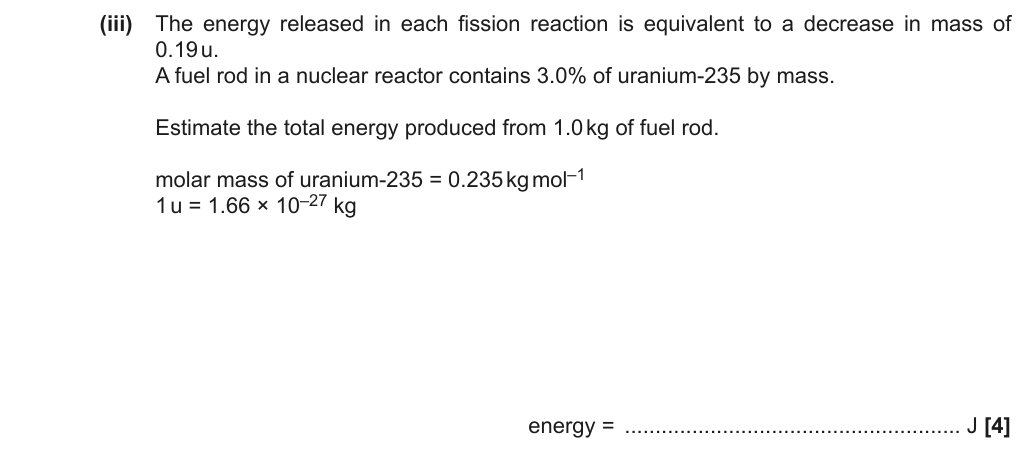 (iii) The energy released in each fission reaction is equivalent to a decrease in mass of
0.19 u.
A fuel rod in a nuclear reactor contains 3.0% of uranium-235 by mass.
Estimate the total energy produced from 1.0 kg of fuel rod.
molar mass of uranium-235 = 0.235 kg mol⁻¹
1 u = 1.66 × 10⁻²⁷ kg
energy = ....................................................... J [4]